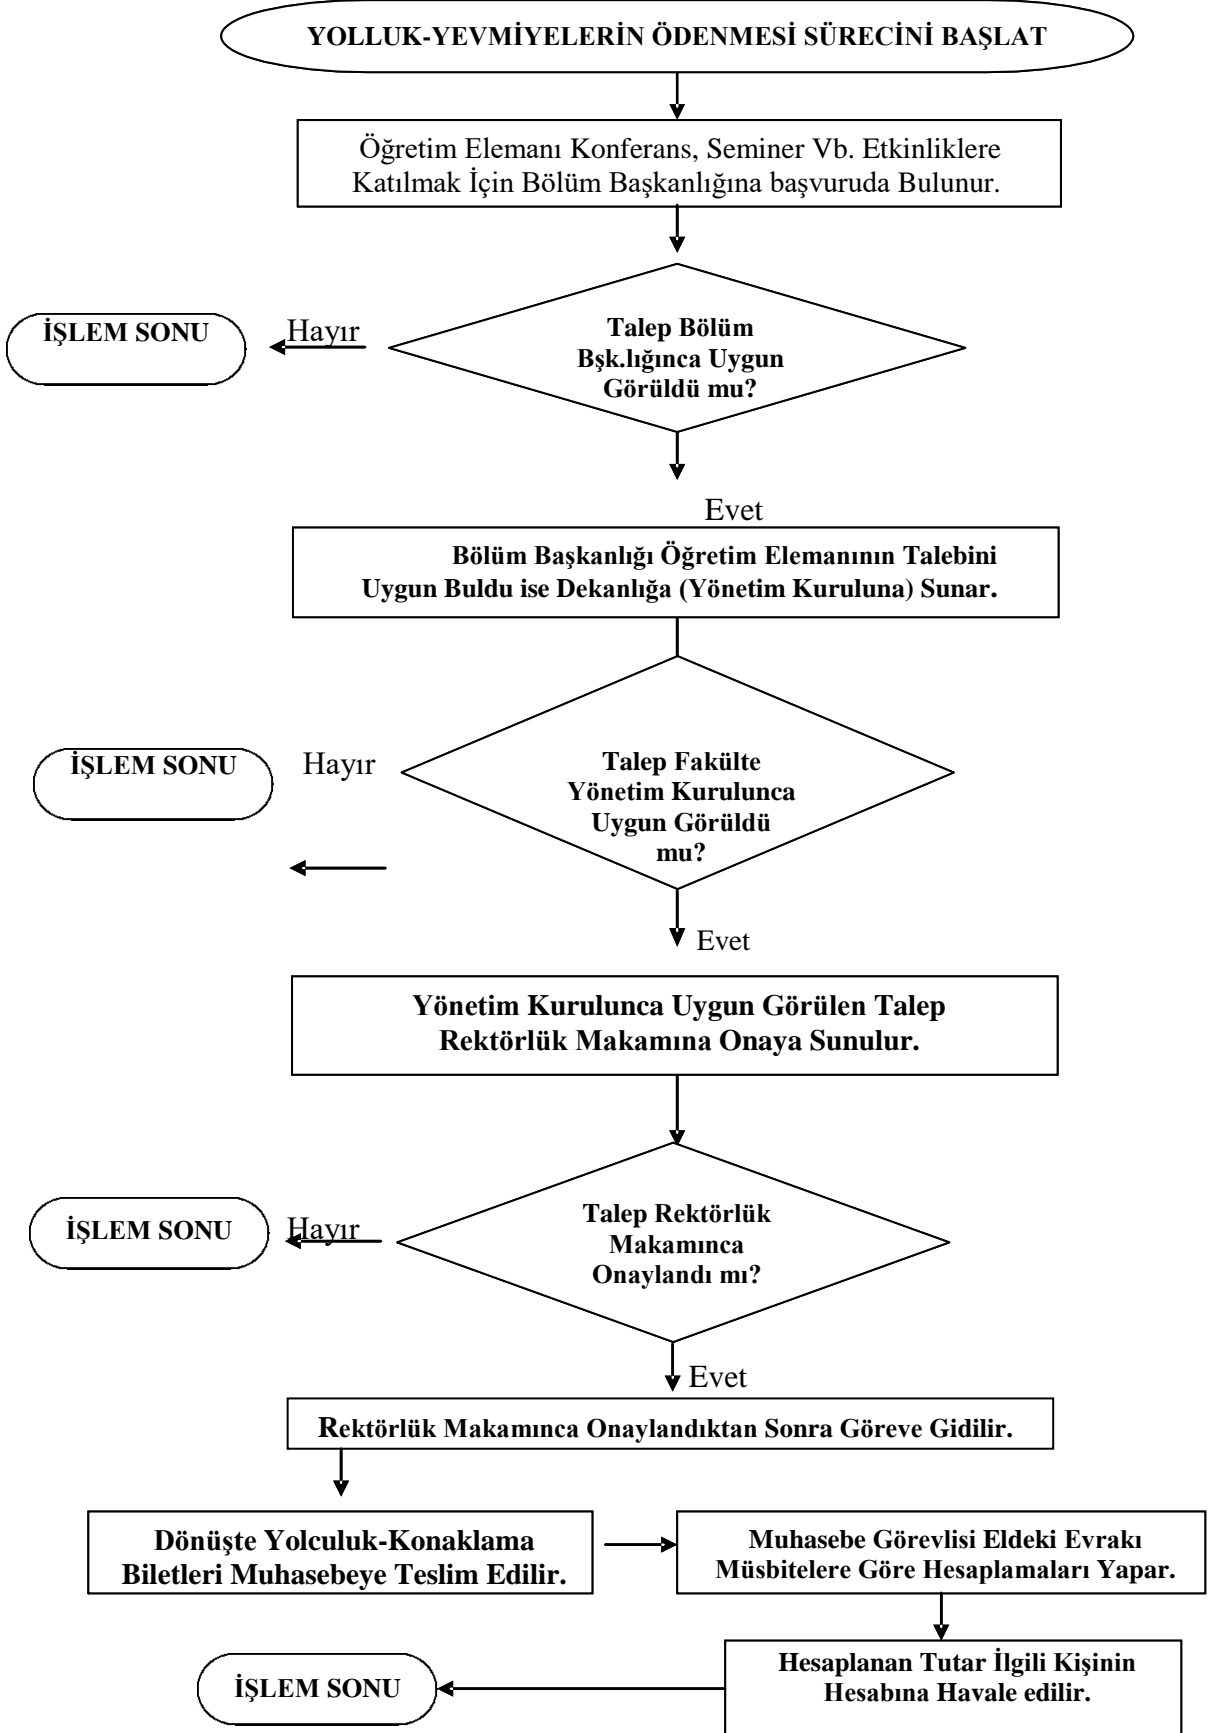 YOLLUK-YEVMİYELERİN ÖDENMESİ SÜRECİNİ BAŞLAT
Öğretim Elemanı Konferans, Seminer Vb. Etkinliklere
Katılmak İçin Bölüm Başkanlığına başvuruda Bulunur.
İŞLEM SONU
Hayır
Talep Bölüm
Bşk.lığınca Uygun
Görüldü mu?
Evet
Bölüm Başkanlığı Öğretim Elemanının Talebini
Uygun Buldu ise Dekanlığa (Yönetim Kuruluna) Sunar.
İŞLEM SONU
Hayır
Talep Fakülte
Yönetim Kurulunca
Uygun Görüldü
mu?
Evet
Yönetim Kurulunca Uygun Görülen Talep
Rektörlük Makamına Onaya Sunulur.
İŞLEM SONU
Hayır
Talep Rektörlük
Makamınca
Onaylandı mı?
Evet
Rektörlük Makamınca Onaylandıktan Sonra Göreve Gidilir.
Dönüşte Yolculuk-Konaklama
Biletleri Muhasebeye Teslim Edilir.
Muhasebe Görevlisi Eldeki Evrakı
Müsbitelere Göre Hesaplamaları Yapar.
Hesaplanan Tutar İlgili Kişinin
Hesabına Havale edilir.
İŞLEM SONU